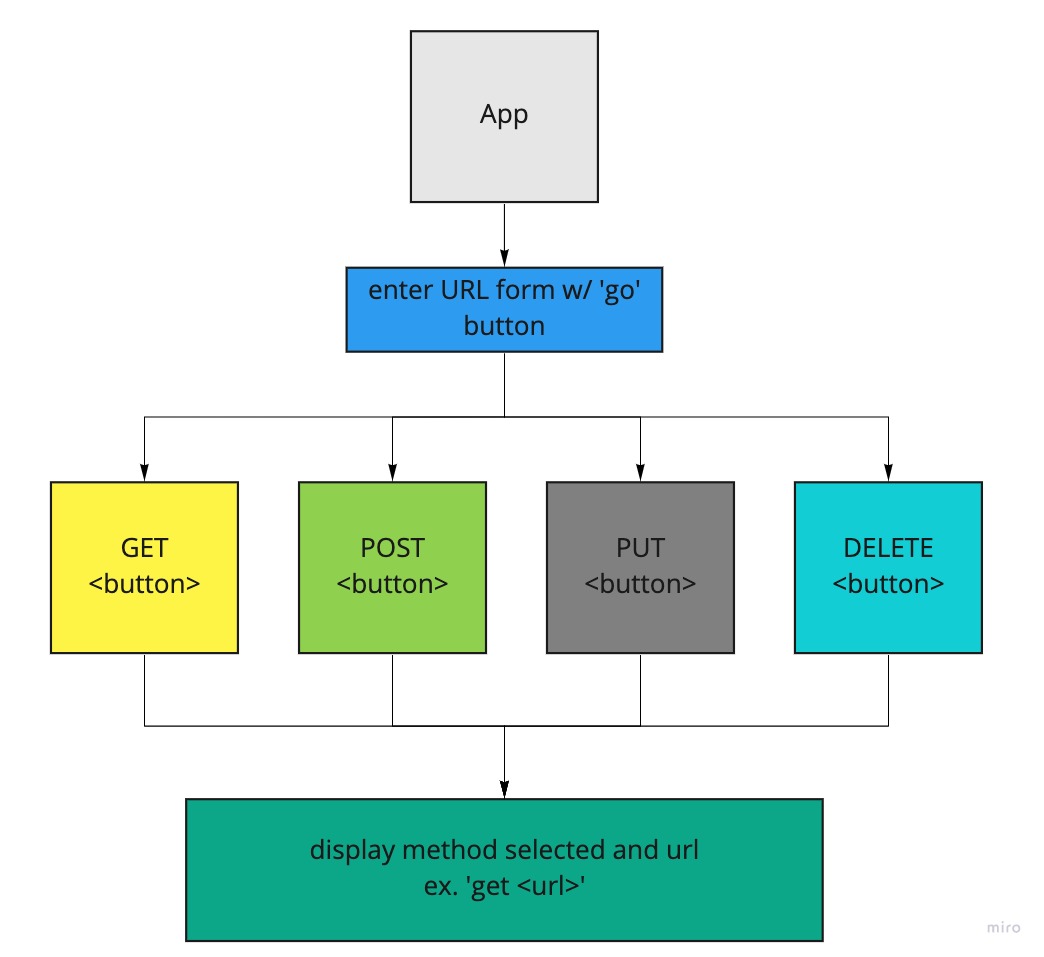 App
enter URL form w/ 'go'
button
GET
<button>
POST
<button>
PUT
<button>
DELETE
<button>
display method selected and url
ex. 'get <url>'
miro